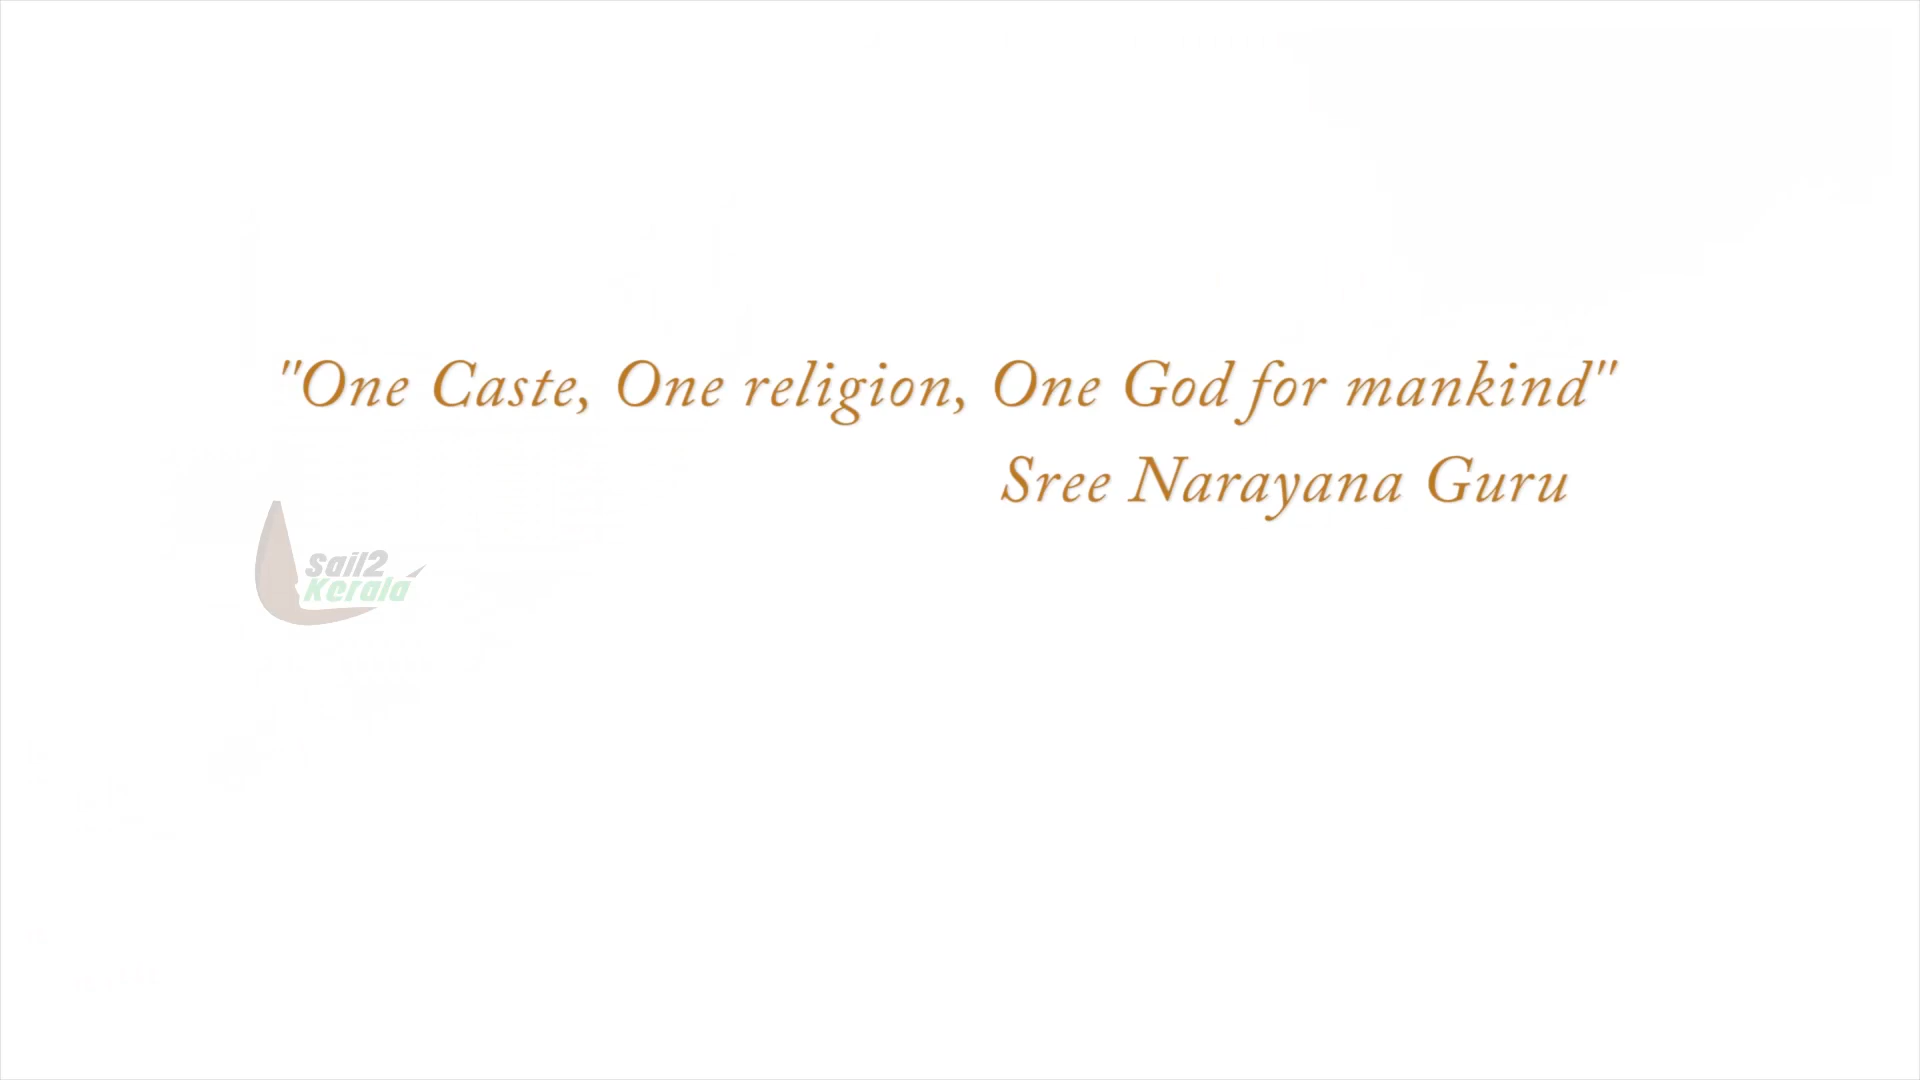 "One Caste, One religion, One God for mankind"
Sree Narayana Guru
Sail2
Kerala